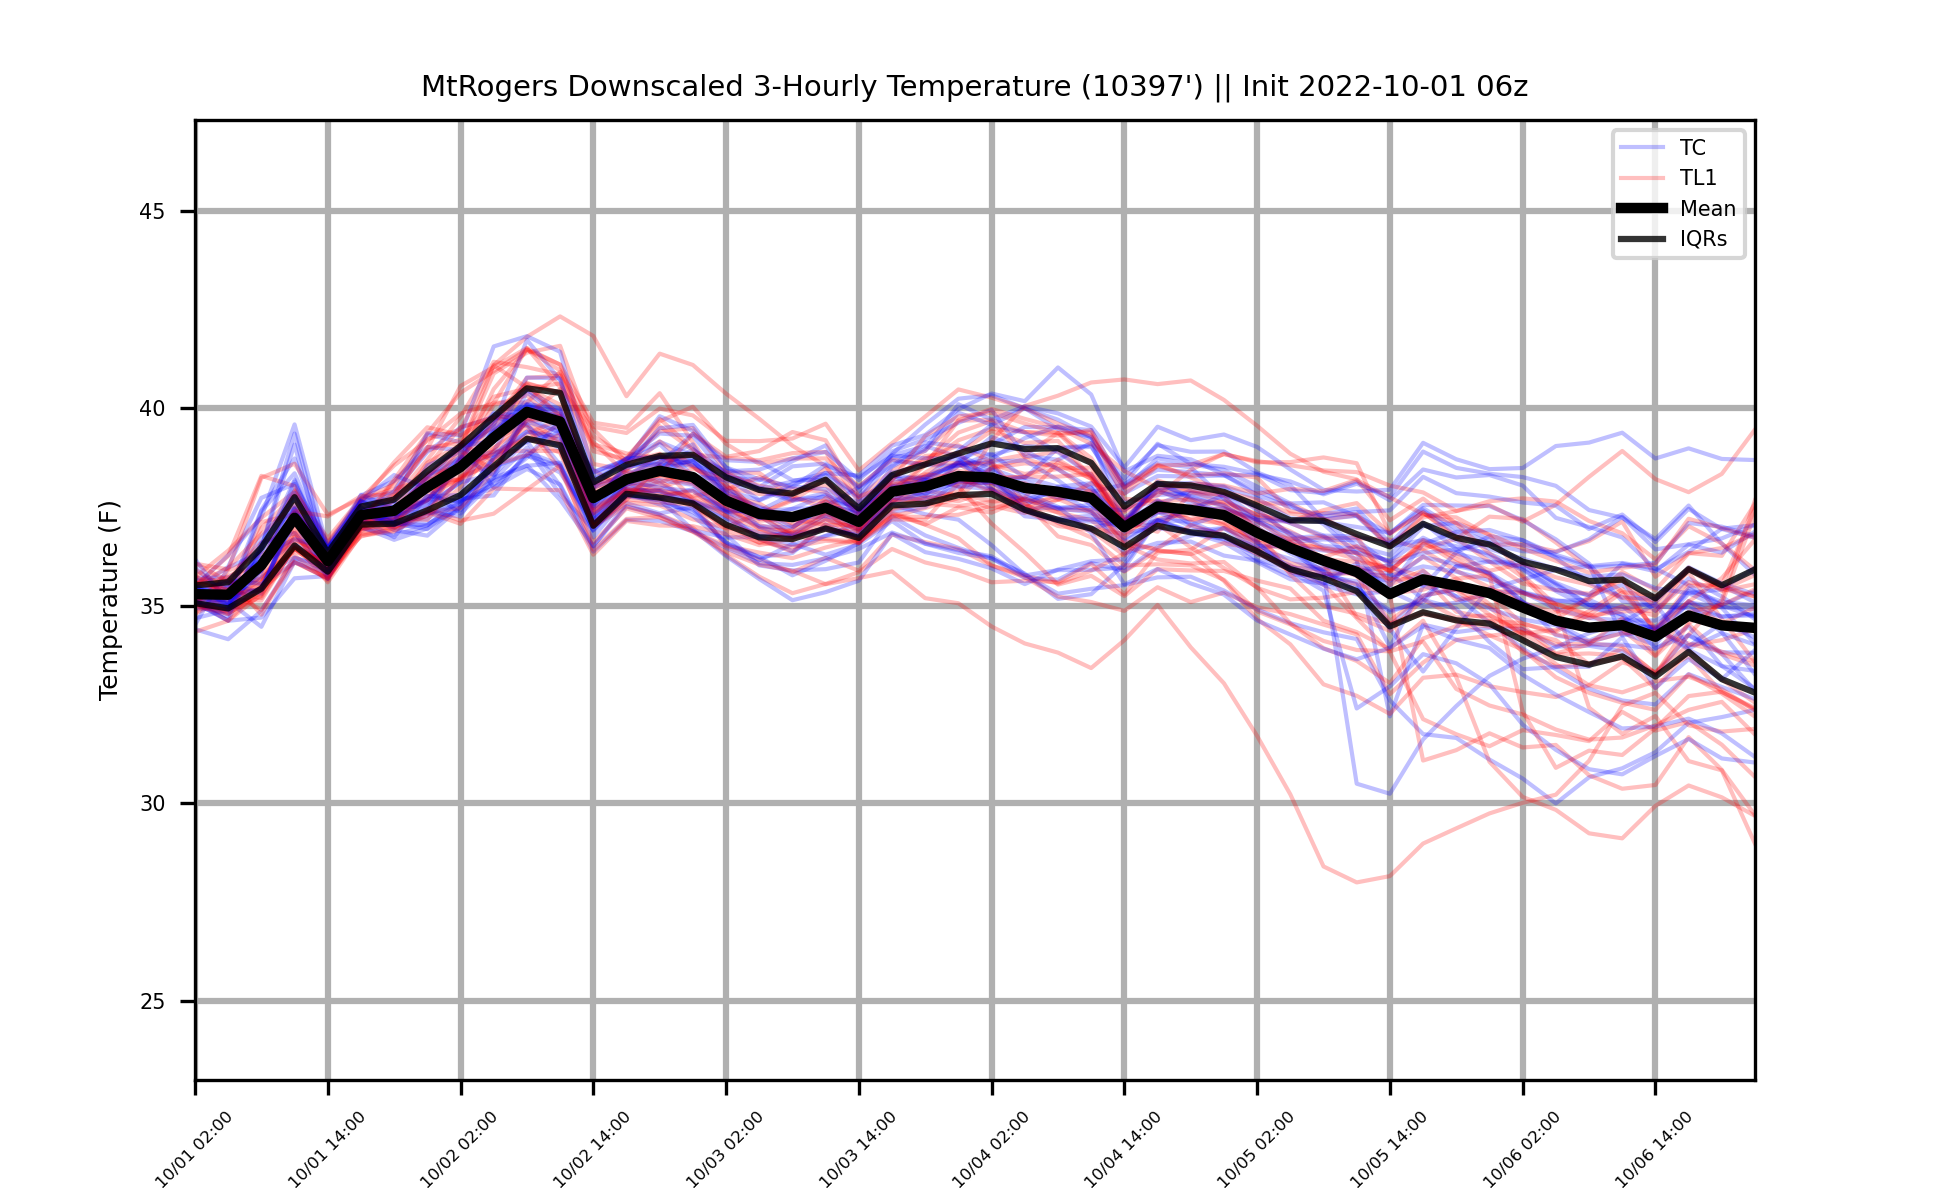 MtRogers Downscaled 3-Hourly Temperature (10397') || Init 2022-10-01 06z
TC
TL1
Mean
IQRs
Temperature (F)
45
40
35
30
25
10/01 02:00
10/01 14:00
10/02 02:00
10/02 14:00
10/03 02:00
10/03 14:00
10/04 02:00
10/04 14:00
10/05 02:00
10/05 14:00
10/06 02:00
10/06 14:00